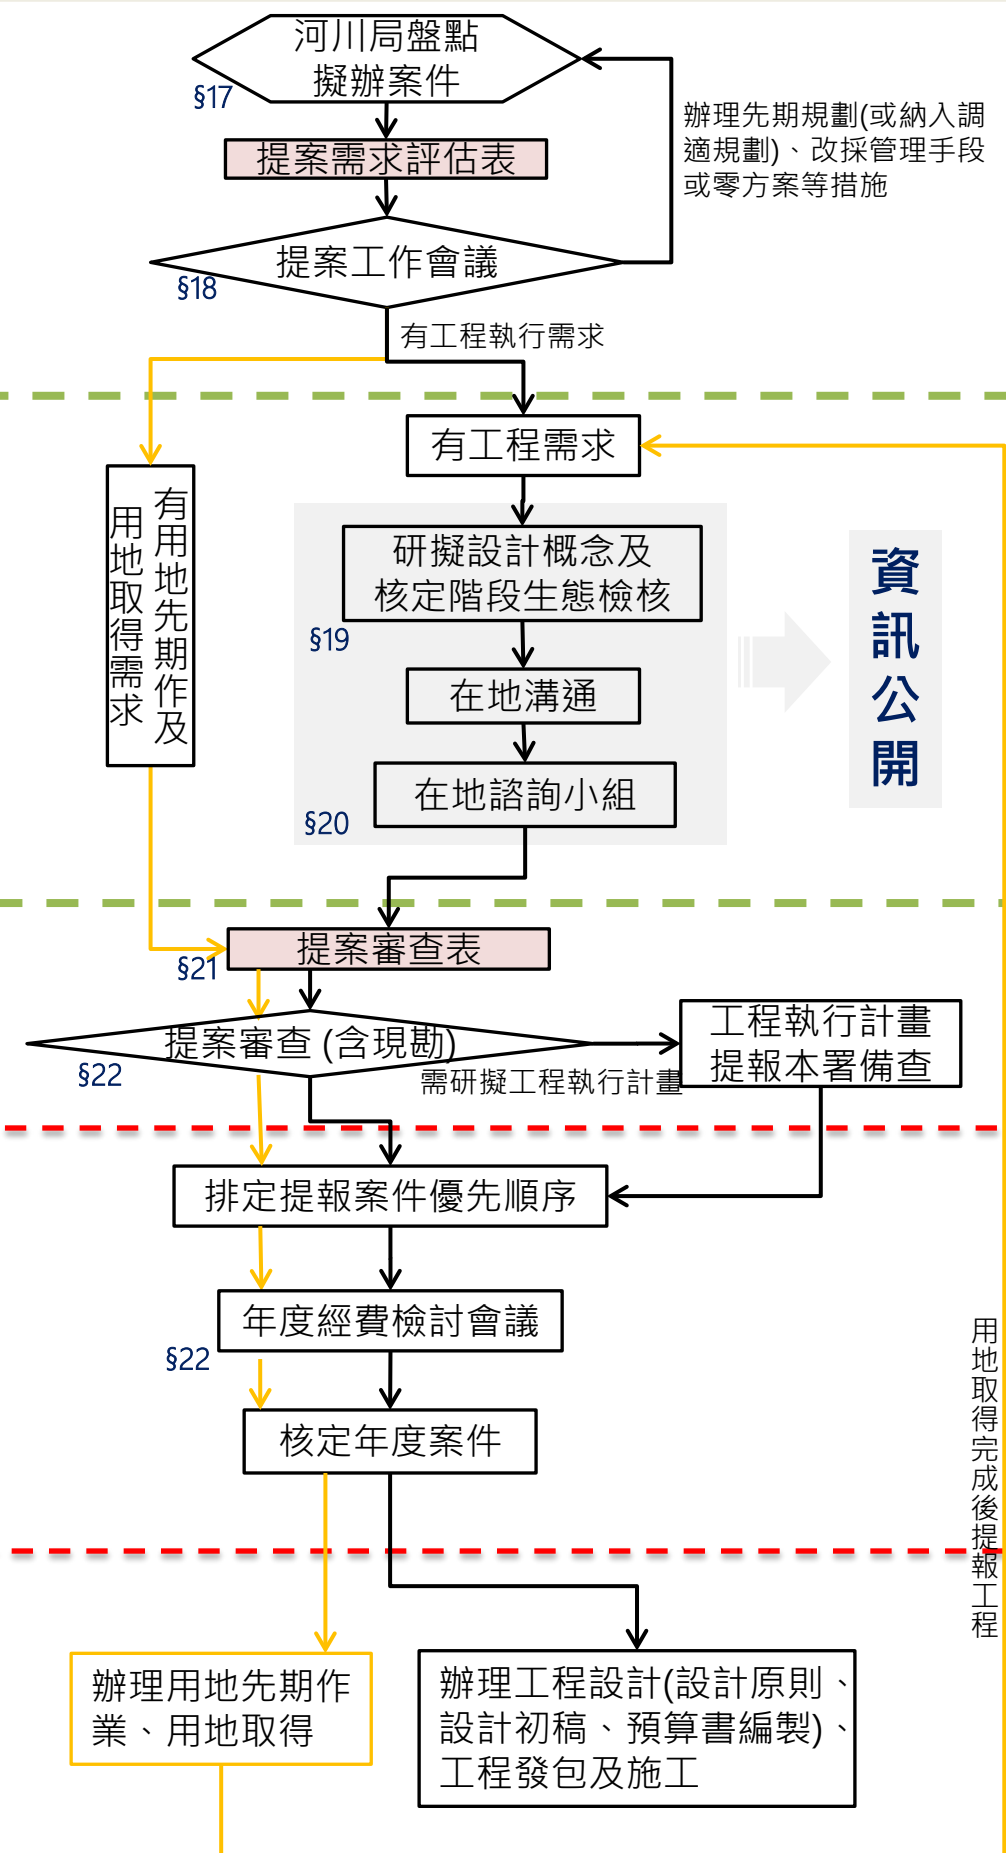 河川局盤點
擬辦案件
§17
辦理先期規劃(或納入調
適規劃)、改採管理手段
或零方案等措施
提案需求評估表
提案工作會議
§18
有工程執行需求
有工程需求
有用地先期作及
用地取得需求
研擬設計概念及
核定階段生態檢核
§19
在地溝通
在地諮詢小組
§20
資訊公開
提案審查表
§21
提案審查 (含現勘)
§22
需研擬工程執行計畫
工程執行計畫
提報本署備查
排定提報案件優先順序
年度經費檢討會議
§22
核定年度案件
用地取得完成後提報工程
辦理用地先期作
業、用地取得
辦理工程設計(設計原則、
設計初稿、預算書編製)、
工程發包及施工